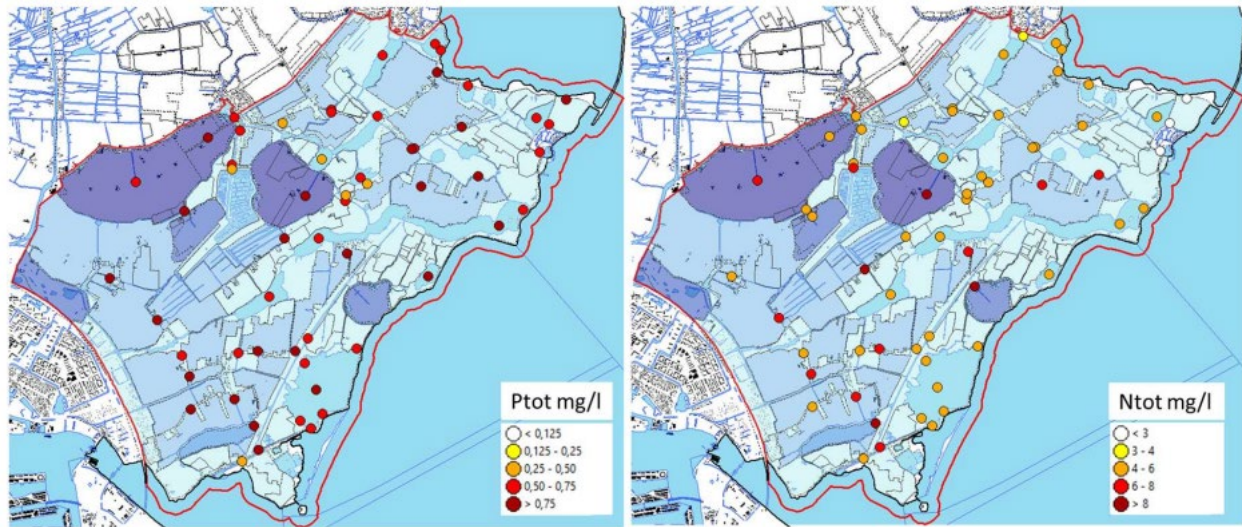 Ptot mg/l
< 0,125
0,125 - 0,25
0,25 - 0,50
0,50 - 0,75
> 0,75
Ntot mg/l
< 3
3 - 4
4 - 6
6 - 8
> 8